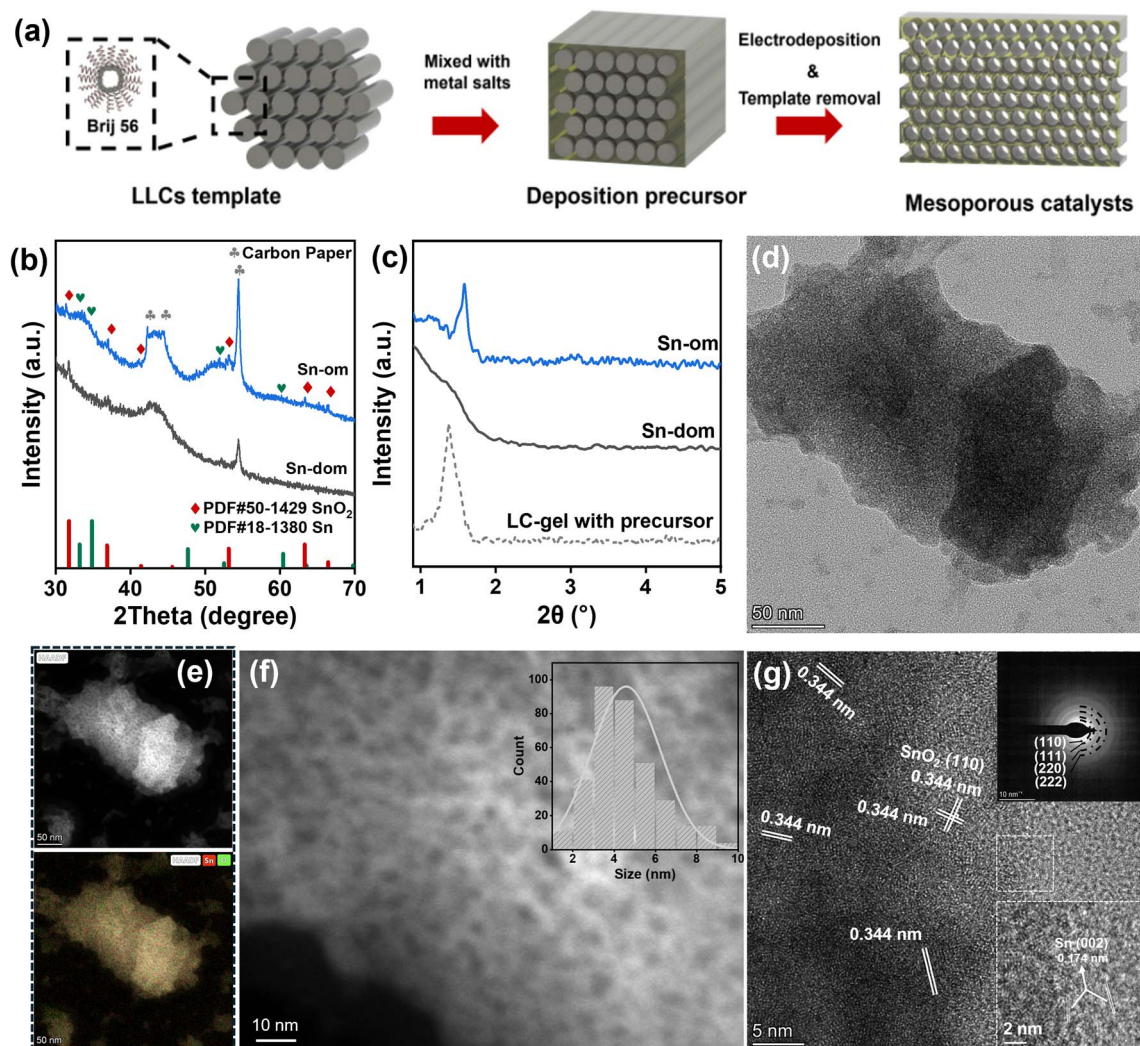 (a)
Brij 56
LLCs template
Mixed with
metal salts
Deposition precursor
Electrodeposition
&
Template removal
Mesoporous catalysts
(b)
Intensity (a.u.)
♣ Carbon Paper
Sn-om
Sn-dom
♦ PDF#50-1429 SnO₂
♥ PDF#18-1380 Sn
30 40 50 60 70
2Theta (degree)
(c)
Intensity (a.u.)
Sn-om
Sn-dom
LC-gel with precursor
1 2 3 4 5
2θ (°)
(d)
50 nm
(e)
HAADF
50 nm
HAADF Sn
50 nm
(f)
Count
100
80
60
40
20
0
2 4 6 8 10
Size (nm)
10 nm
(g)
0.344 nm
SnO₂ (110)
0.344 nm
0.344 nm
0.344 nm
0.344 nm
5 nm
(110)
(111)
(220)
(222)
10 nm⁻¹
Sn (002)
0.174 nm
2 nm